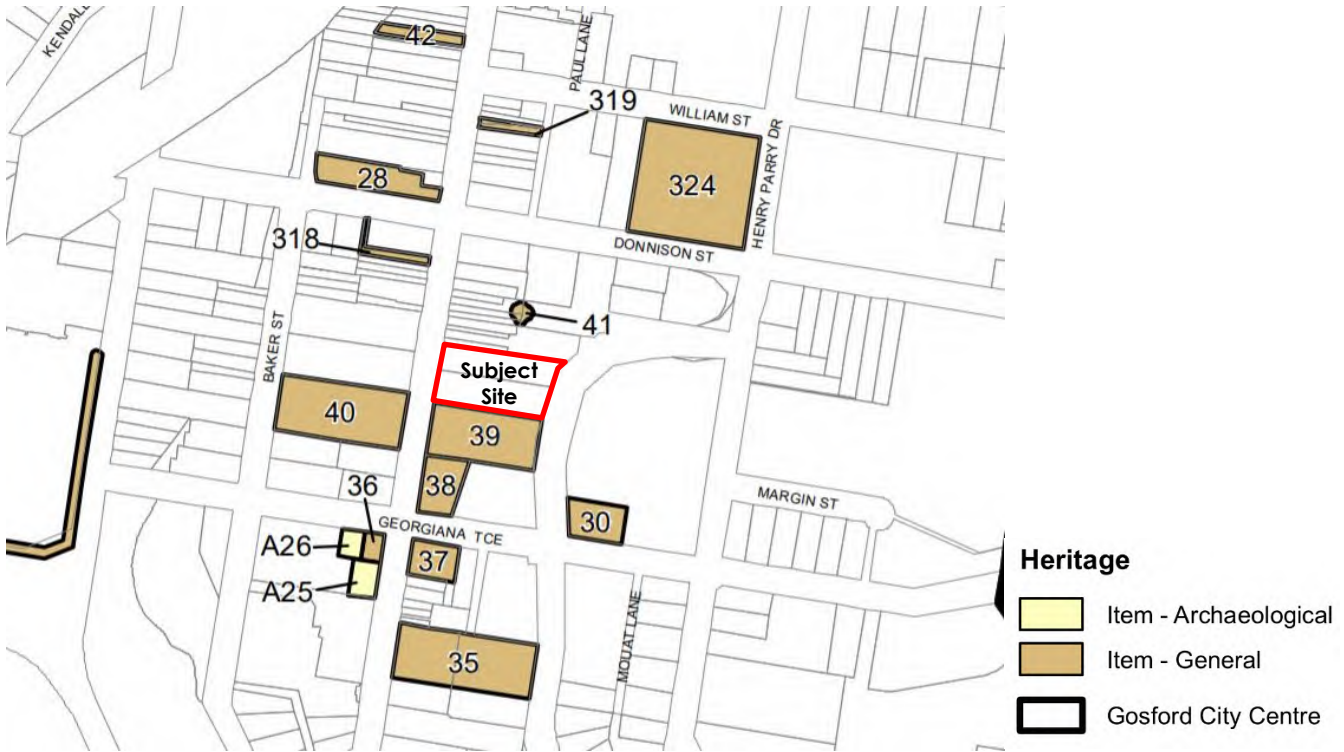 KENDALL
42
PAUL LANE
319
WILLIAM ST
HENRY PARRY DR
28
324
318
DONNISON ST
41
BAKER ST
Subject
Site
40
39
38
36
MARGIN ST
30
GEORGIANA TCE
A26
37
A25
MOUAT LANE
35
Heritage
Item - Archaeological
Item - General
Gosford City Centre